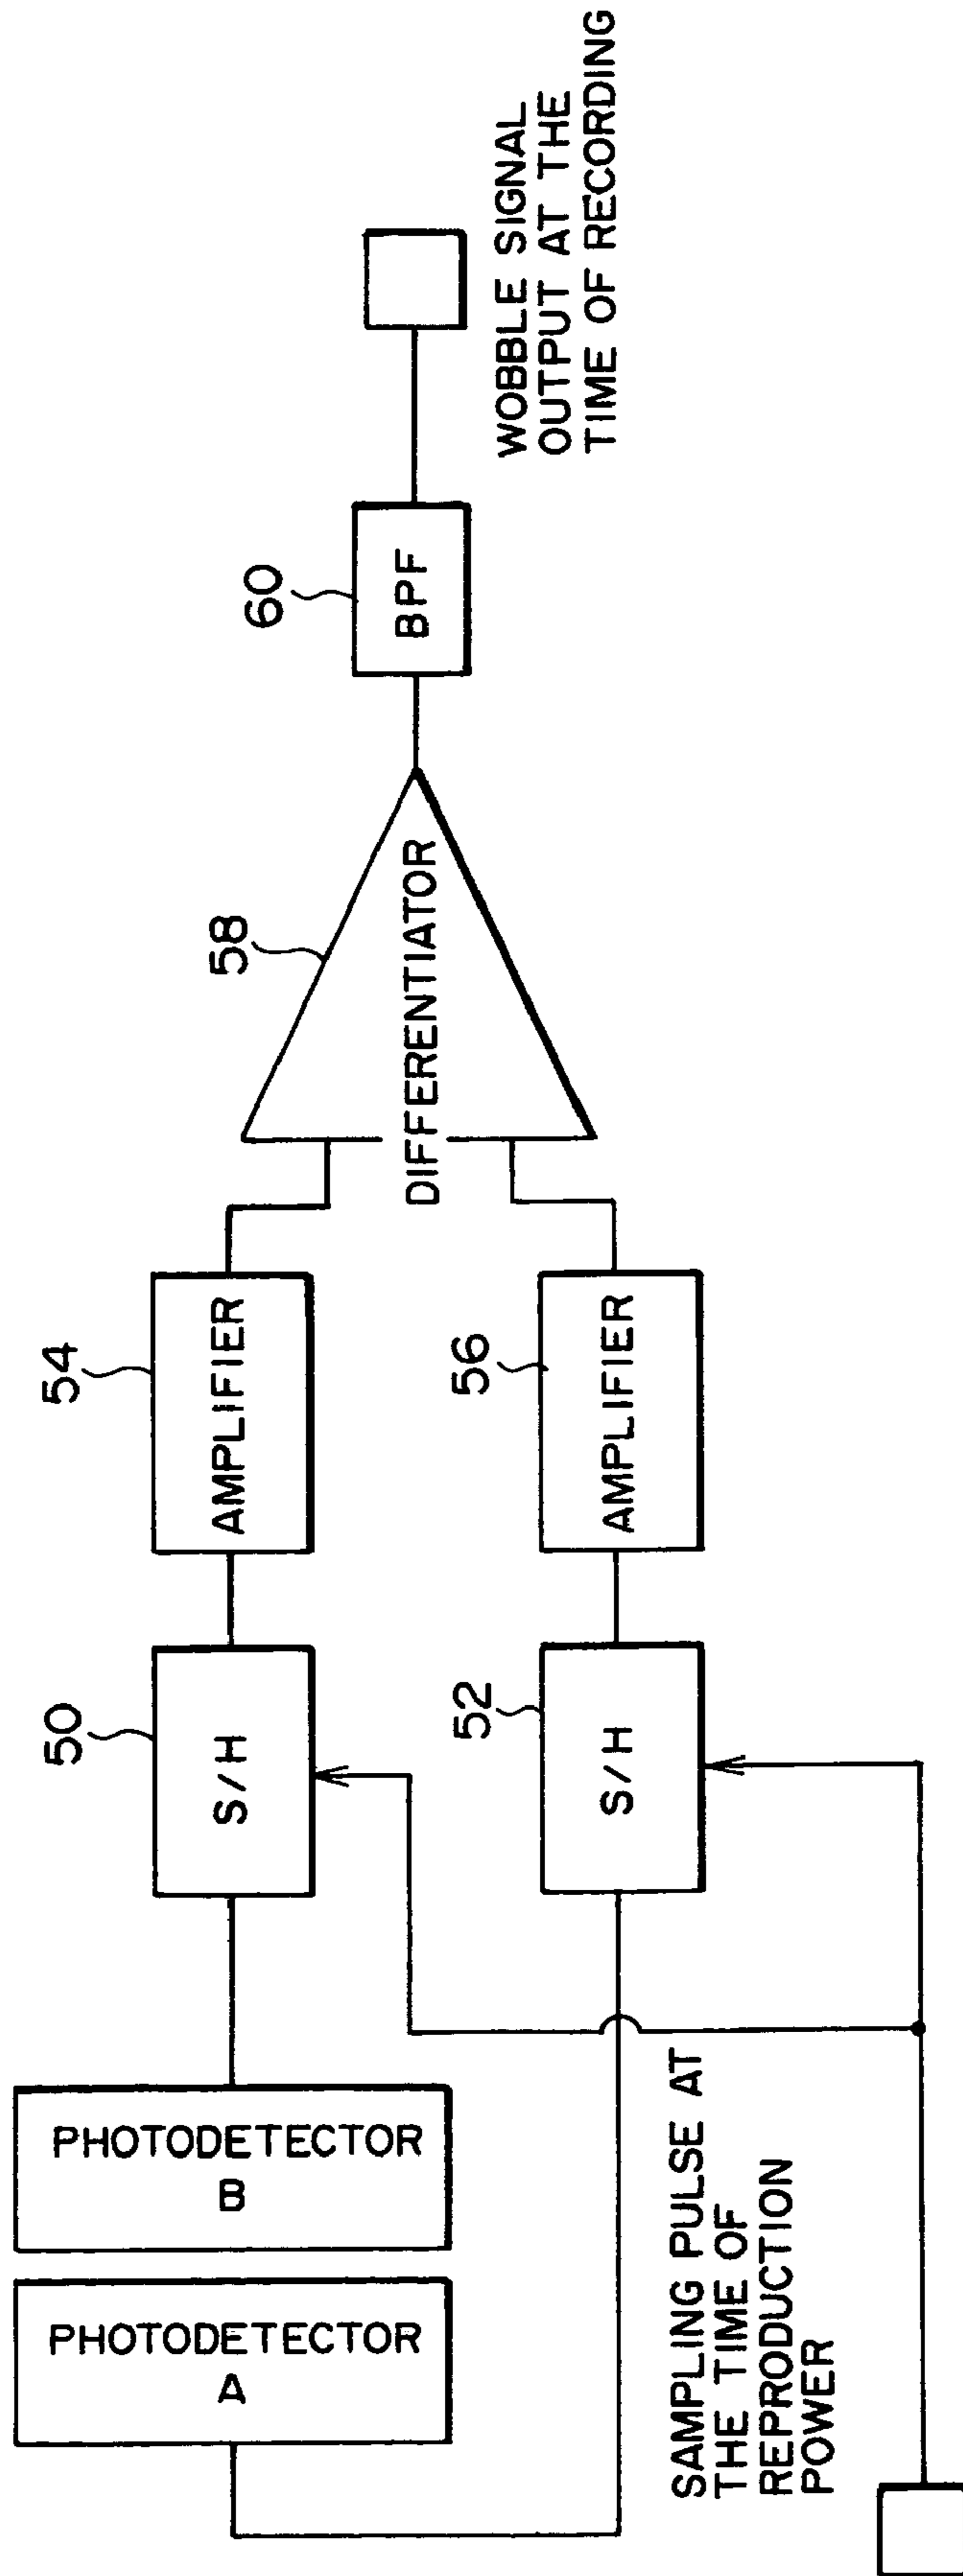 PHOTODETECTOR
A
PHOTODETECTOR
B
50
S/H
54
AMPLIFIER
52
S/H
56
AMPLIFIER
58
DIFFERENTIATOR
60
BPF
WOBBLE SIGNAL
OUTPUT AT THE
TIME OF RECORDING
SAMPLING PULSE AT
THE TIME OF
REPRODUCTION
POWER